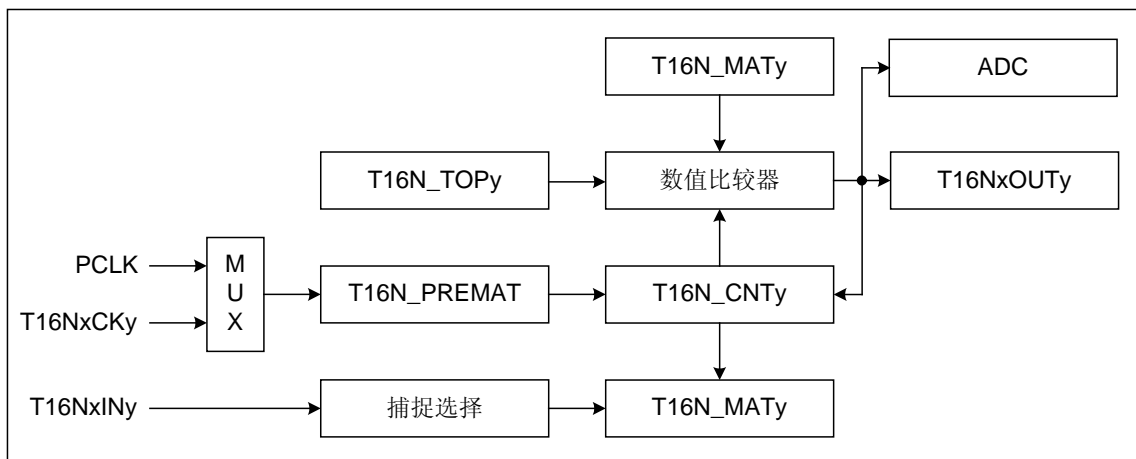 T16N_MATy
ADC
T16N_TOPy
数值比较器
T16NxOUTy
PCLK
T16NxCKy
M
U
X
T16N_PREMAT
T16N_CNTy
T16NxINy
捕捉选择
T16N_MATy